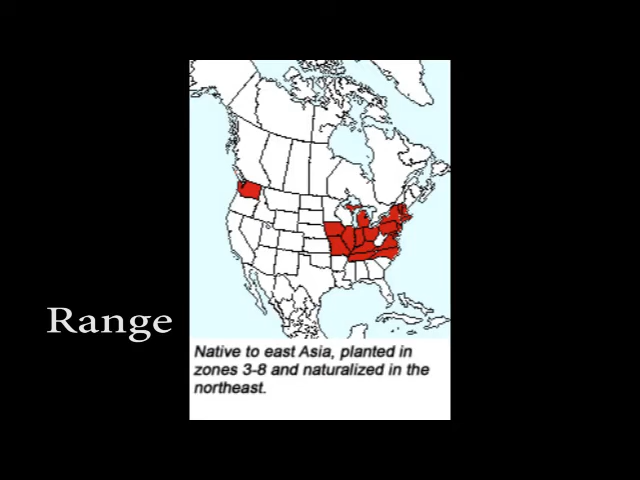 Range
Native to east Asia, planted in
zones 3-8 and naturalized in the
northeast.